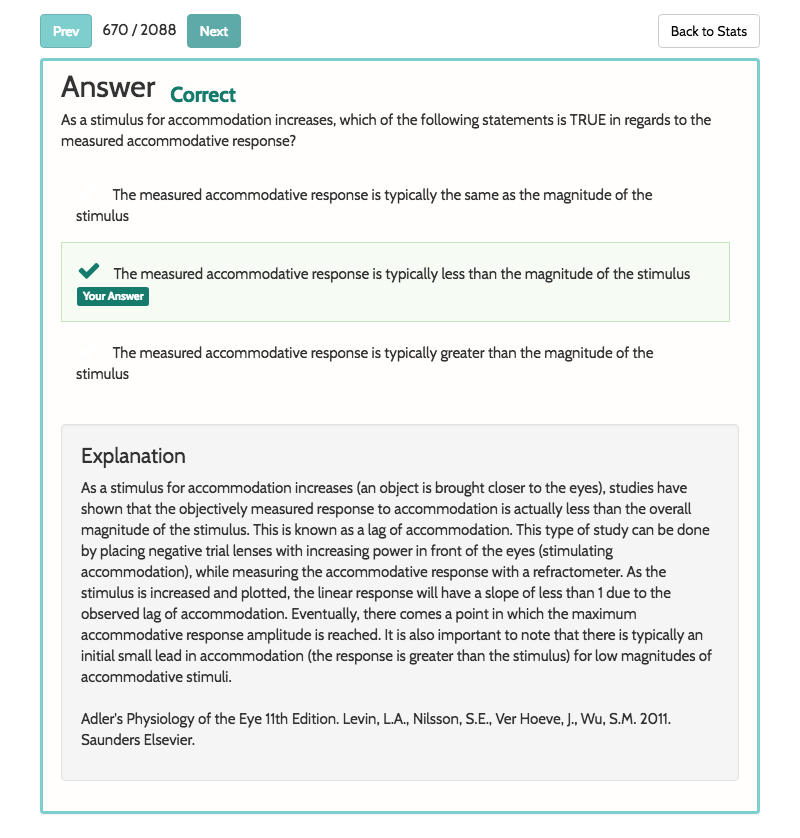 Prev 670 / 2088 Next Back to Stats
Answer Correct
As a stimulus for accommodation increases, which of the following statements is TRUE in regards to the
measured accommodative response?
The measured accommodative response is typically the same as the magnitude of the
stimulus
The measured accommodative response is typically less than the magnitude of the stimulus
Your Answer
The measured accommodative response is typically greater than the magnitude of the
stimulus
Explanation
As a stimulus for accommodation increases (an object is brought closer to the eyes), studies have
shown that the objectively measured response to accommodation is actually less than the overall
magnitude of the stimulus. This is known as a lag of accommodation. This type of study can be done
by placing negative trial lenses with increasing power in front of the eyes (stimulating
accommodation), while measuring the accommodative response with a refractometer. As the
stimulus is increased and plotted, the linear response will have a slope of less than 1 due to the
observed lag of accommodation. Eventually, there comes a point in which the maximum
accommodative response amplitude is reached. It is also important to note that there is typically an
initial small lead in accommodation (the response is greater than the stimulus) for low magnitudes of
accommodative stimuli.
Adler's Physiology of the Eye 11th Edition. Levin, L.A., Nilsson, S.E., Ver Hoeve, J., Wu, S.M. 2011.
Saunders Elsevier.